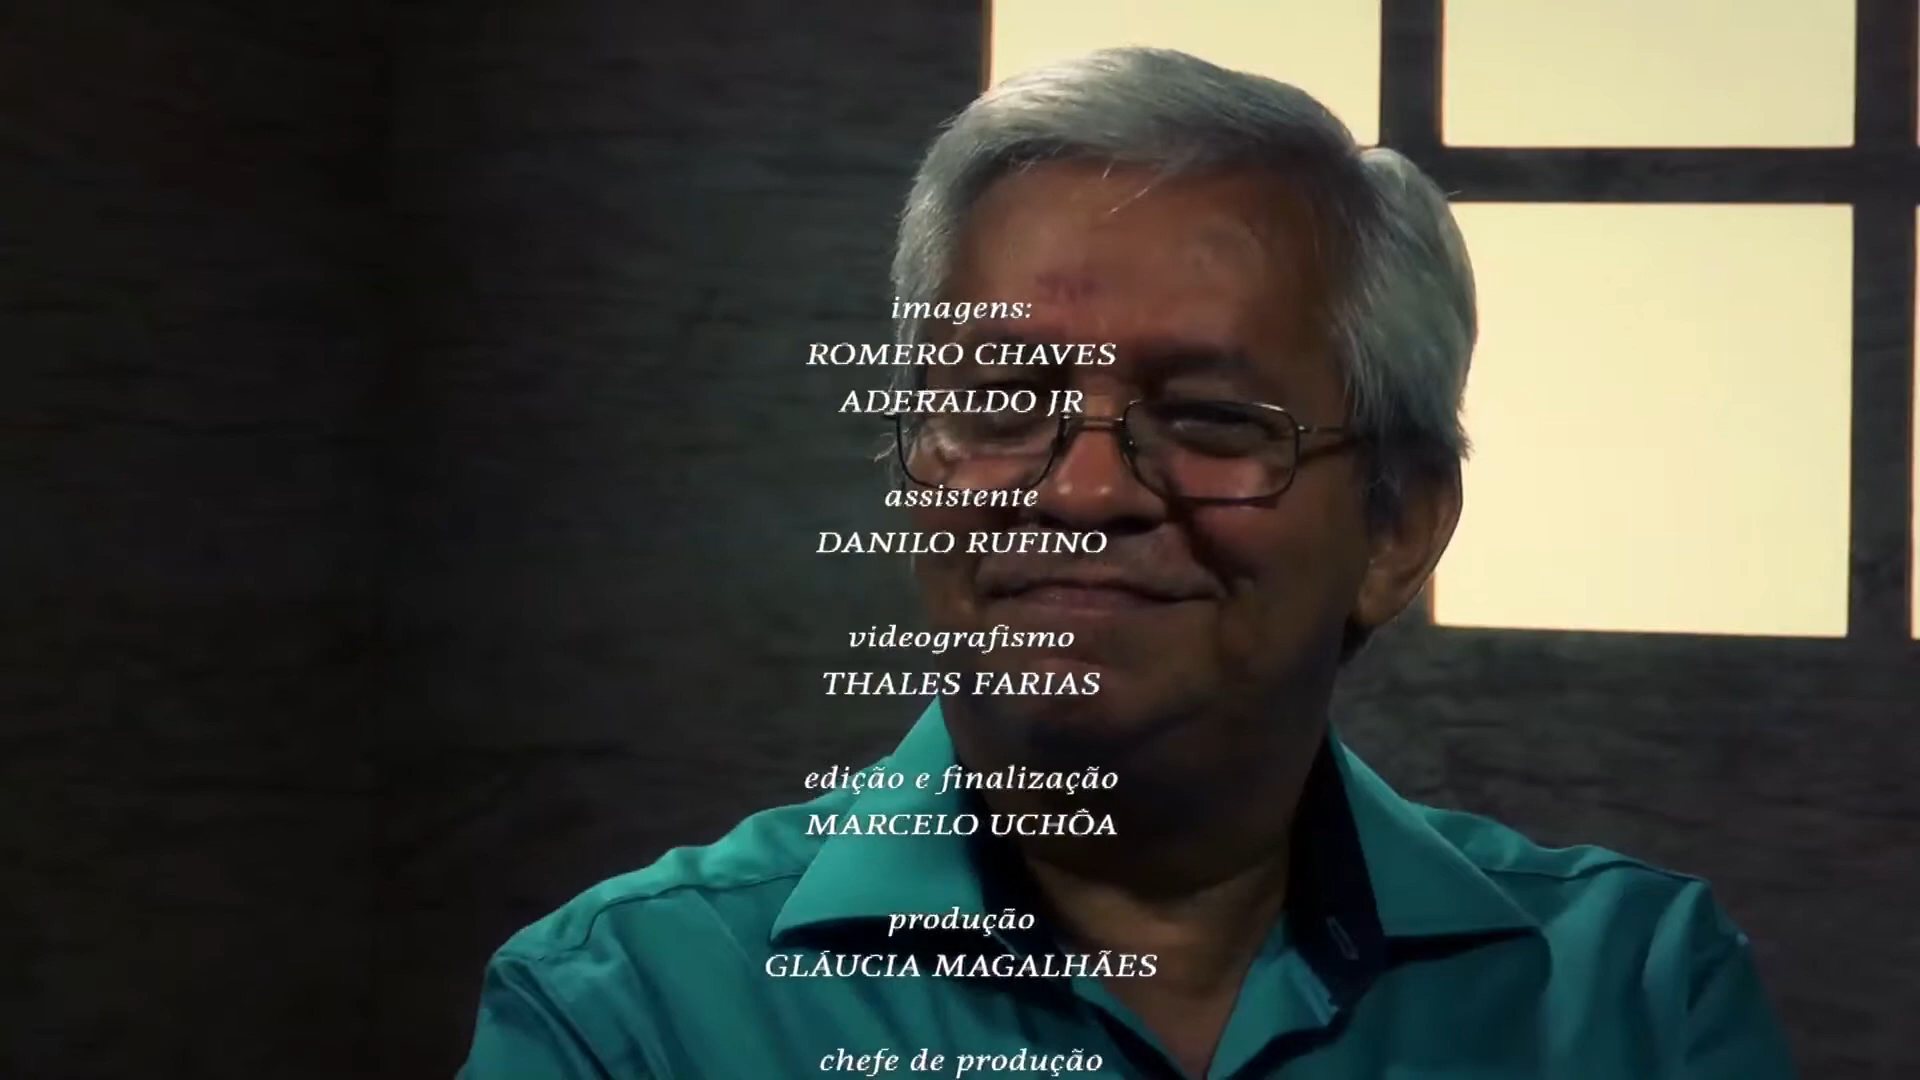 imagens:
ROMERO CHAVES
ADERALDO JR
assistente
DANILO RUFINO
videografismo
THALES FARIAS
edição e finalização
MARCELO UCHÔA
produção
GLÁUCIA MAGALHÃES
chefe de produção